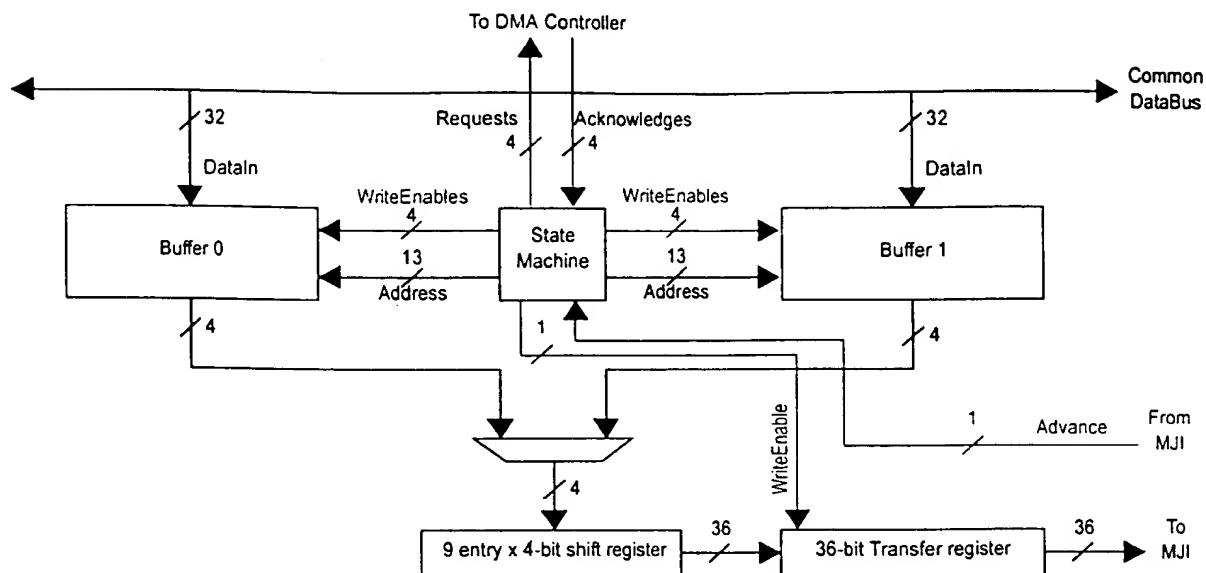 To DMA Controller
Common
DataBus
32
Requests
4
Acknowledges
4
32
DataIn
DataIn
WriteEnables
4
WriteEnables
4
Buffer 0
State
Machine
Buffer 1
13
Address
13
Address
4
1
4
1
Advance
From
MJI
WriteEnable
4
9 entry x 4-bit shift register
36
36-bit Transfer register
36
To
MJI